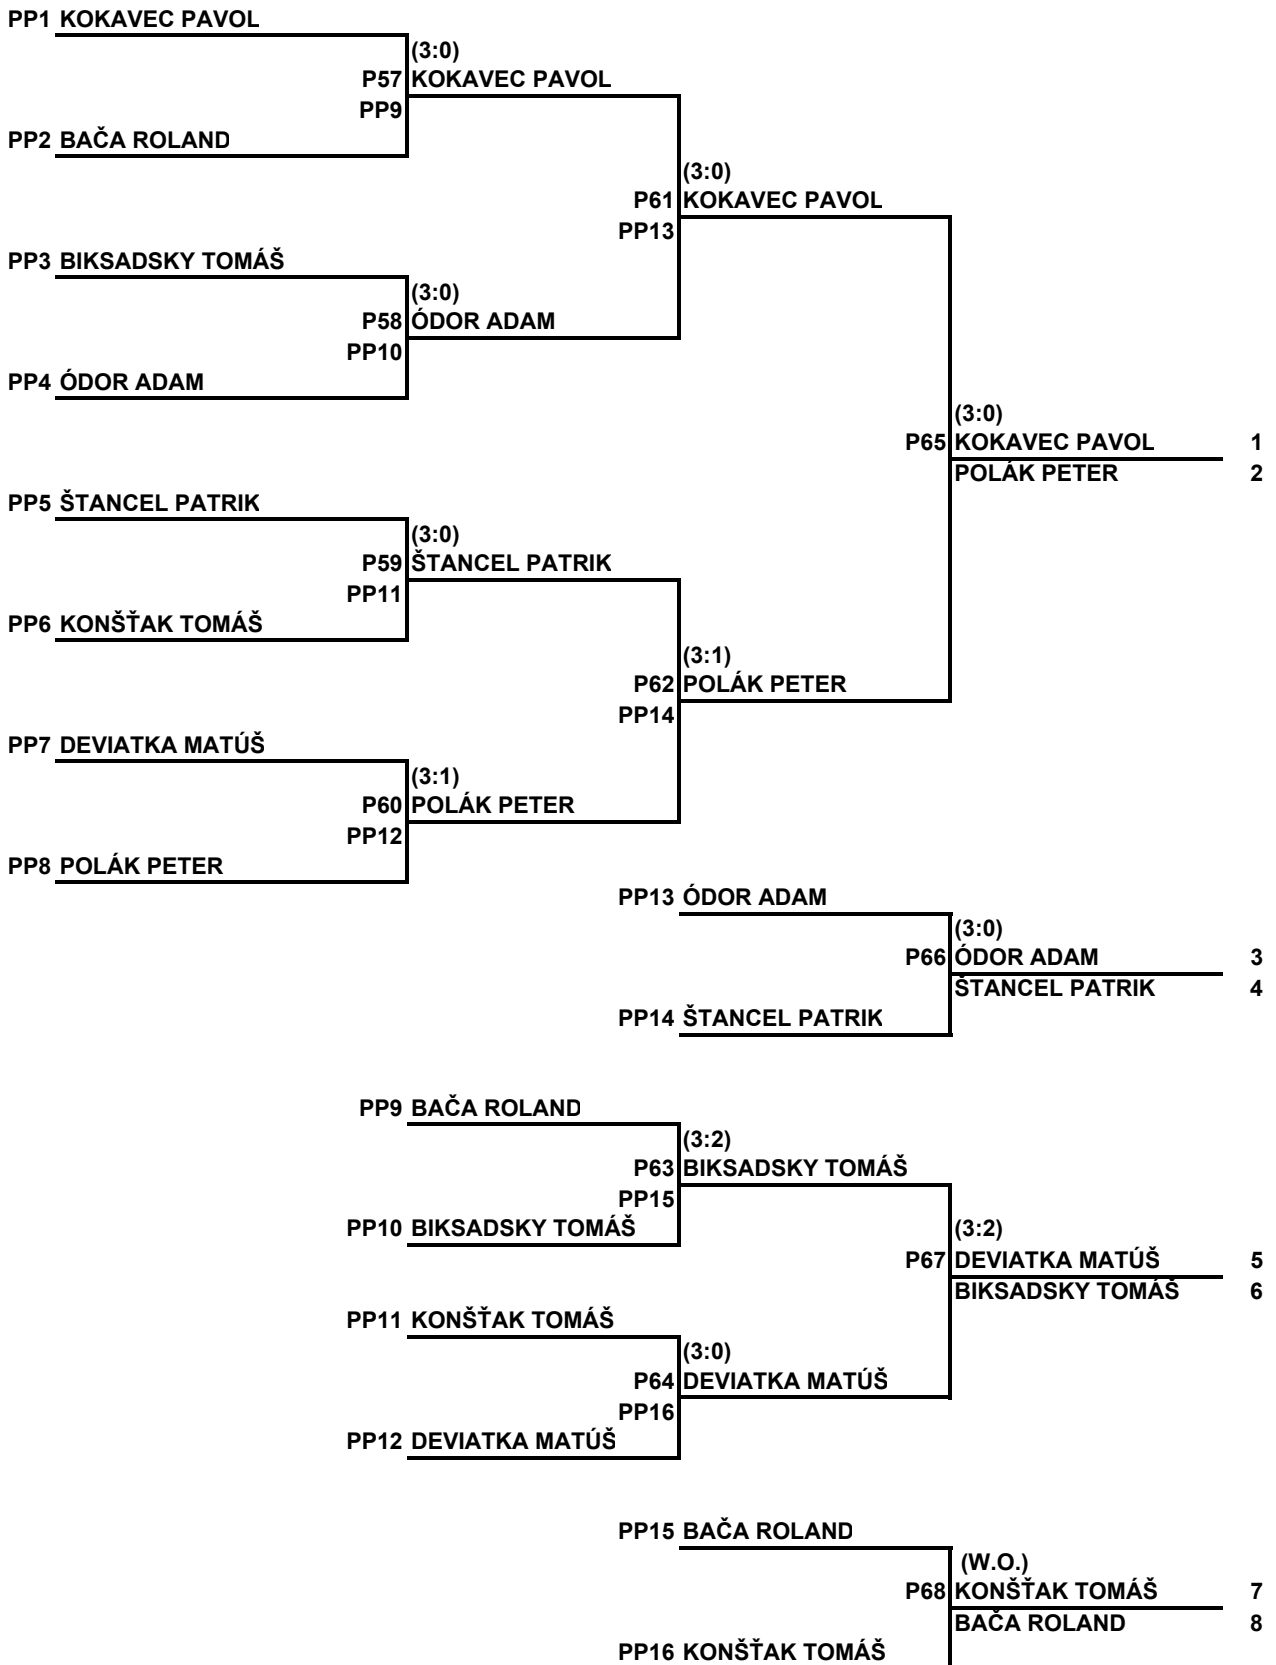 PP1 KOKAVEC PAVOL
(3:0)
P57 KOKAVEC PAVOL
PP9
PP2 BAČA ROLAND
(3:0)
P61 KOKAVEC PAVOL
PP13
PP3 BIKSADSKY TOMÁŠ
(3:0)
P58 ÓDOR ADAM
PP10
PP4 ÓDOR ADAM
(3:0)
P65 KOKAVEC PAVOL 1
POLÁK PETER 2
PP5 ŠTANCEL PATRIK
(3:0)
P59 ŠTANCEL PATRIK
PP11
PP6 KONŠŤAK TOMÁŠ
(3:1)
P62 POLÁK PETER
PP14
PP7 DEVIATKA MATÚŠ
(3:1)
P60 POLÁK PETER
PP12
PP8 POLÁK PETER
PP13 ÓDOR ADAM
(3:0)
P66 ÓDOR ADAM 3
ŠTANCEL PATRIK 4
PP14 ŠTANCEL PATRIK
PP9 BAČA ROLAND
(3:2)
P63 BIKSADSKY TOMÁŠ
PP15
PP10 BIKSADSKY TOMÁŠ
(3:2)
P67 DEVIATKA MATÚŠ 5
BIKSADSKY TOMÁŠ 6
PP11 KONŠŤAK TOMÁŠ
(3:0)
P64 DEVIATKA MATÚŠ
PP16
PP12 DEVIATKA MATÚŠ
PP15 BAČA ROLAND
(W.O.)
P68 KONŠŤAK TOMÁŠ 7
BAČA ROLAND 8
PP16 KONŠŤAK TOMÁŠ